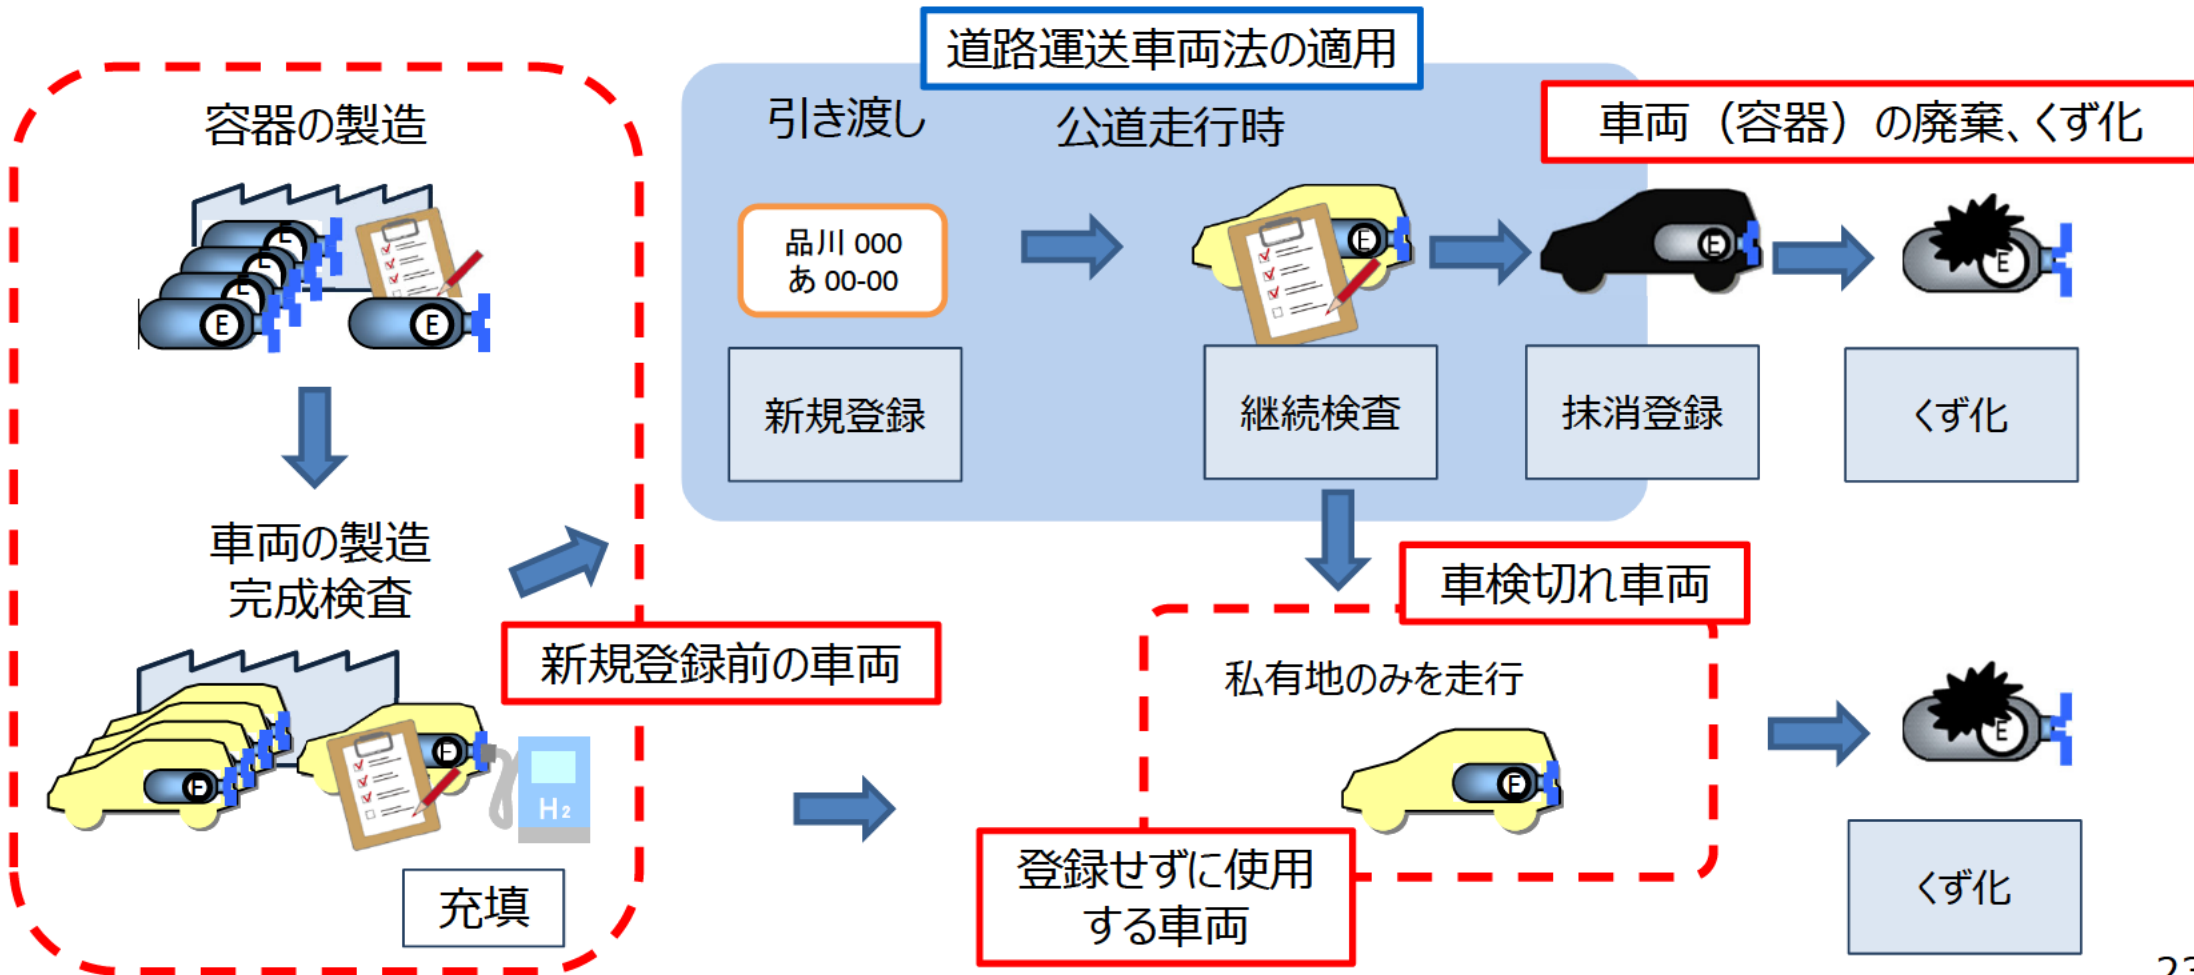 道路運送車両法の適用
容器の製造
引き渡し
公道走行時
車両（容器）の廃棄、くず化
E
E
E
E
E
品川 000
あ 00-00
E
E
E
新規登録
継続検査
抹消登録
くず化
車両の製造
完成検査
新規登録前の車両
車検切れ車両
私有地のみを走行
E
E
H2
E
E
充填
登録せずに使用
する車両
くず化
23